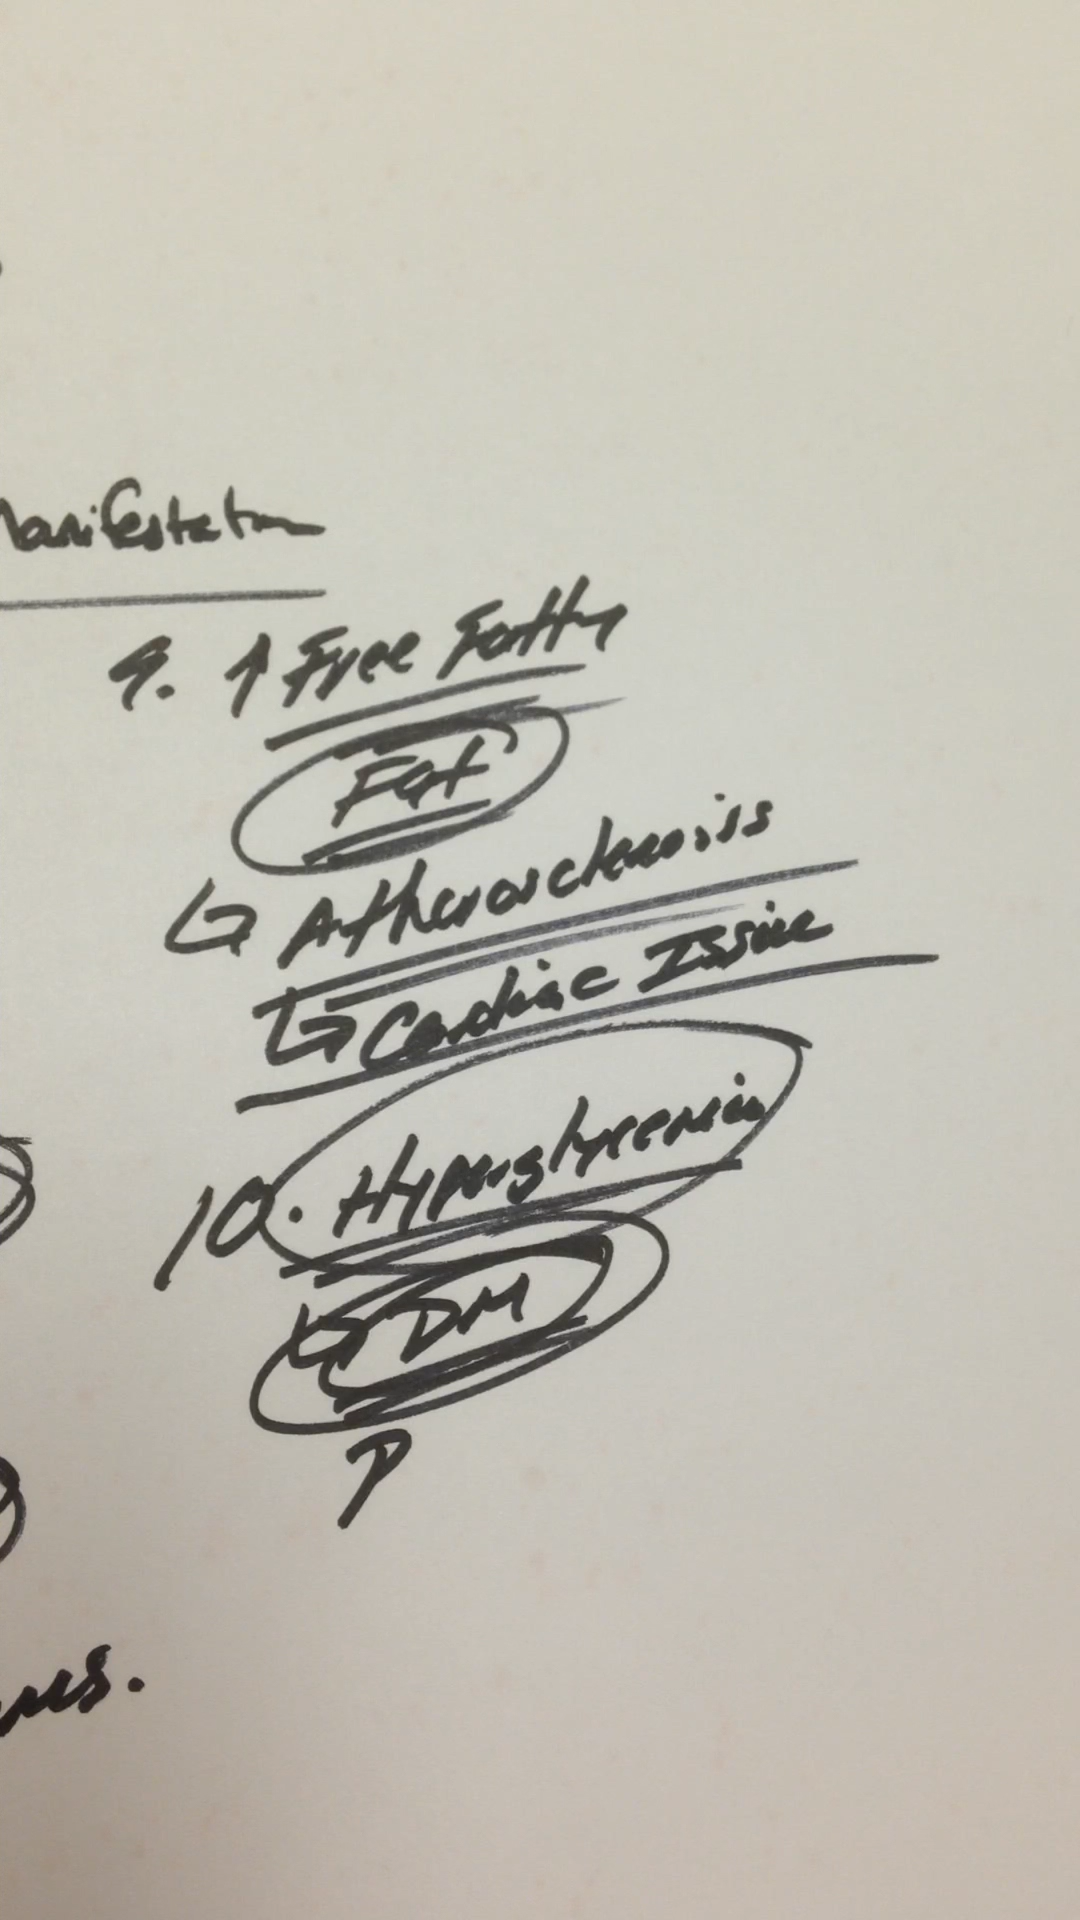 Manifestation
9. ↑ Free Fatty
Fat
↳ Atherosclerosis
↳ Cardiac Issue
10. Hyperglycemia
↳ DM
P